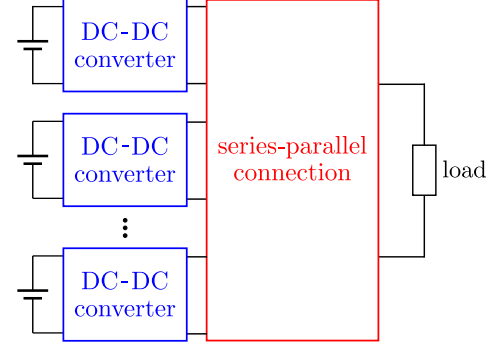 DC-DC
converter
DC-DC
converter
series-parallel
connection
load
DC-DC
converter